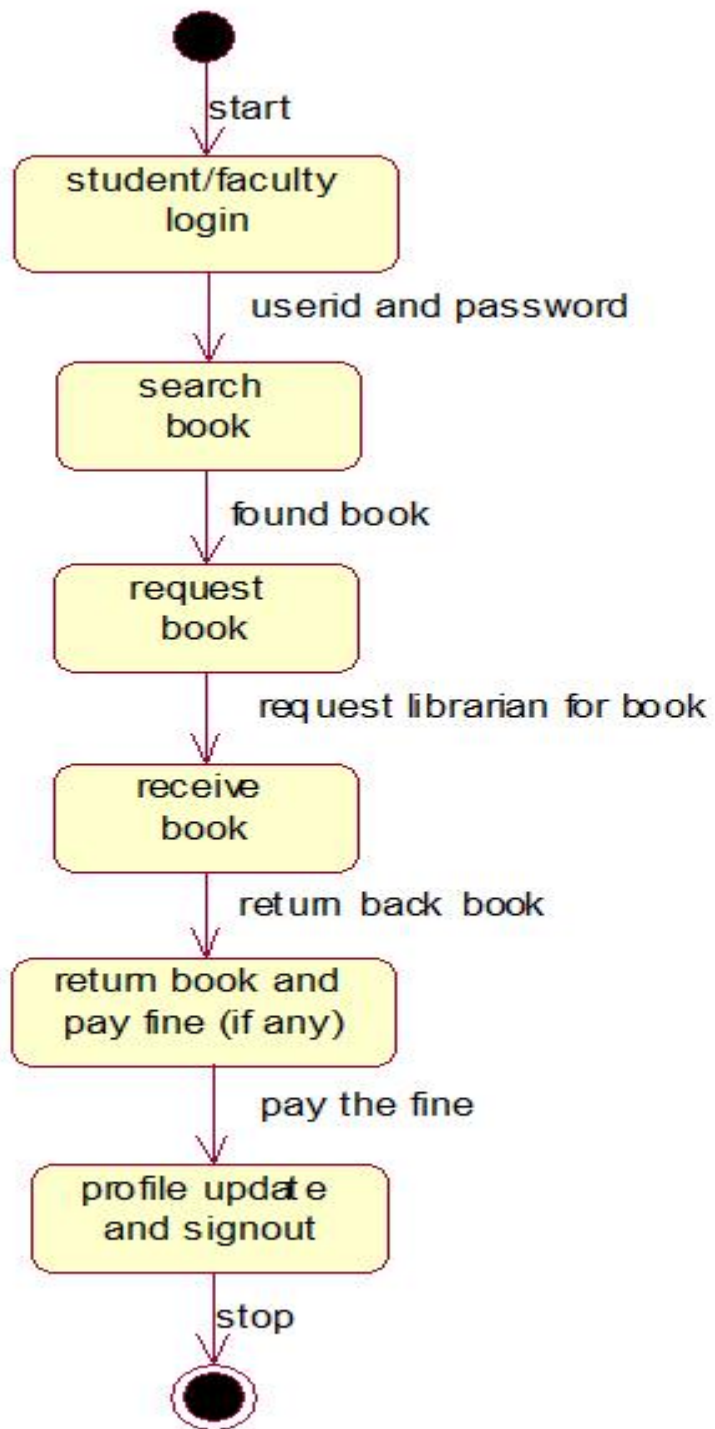 start
student/faculty
login
userid and password
search
book
found book
request
book
request librarian for book
receive
book
return back book
return book and
pay fine (if any)
pay the fine
profile update
and signout
stop